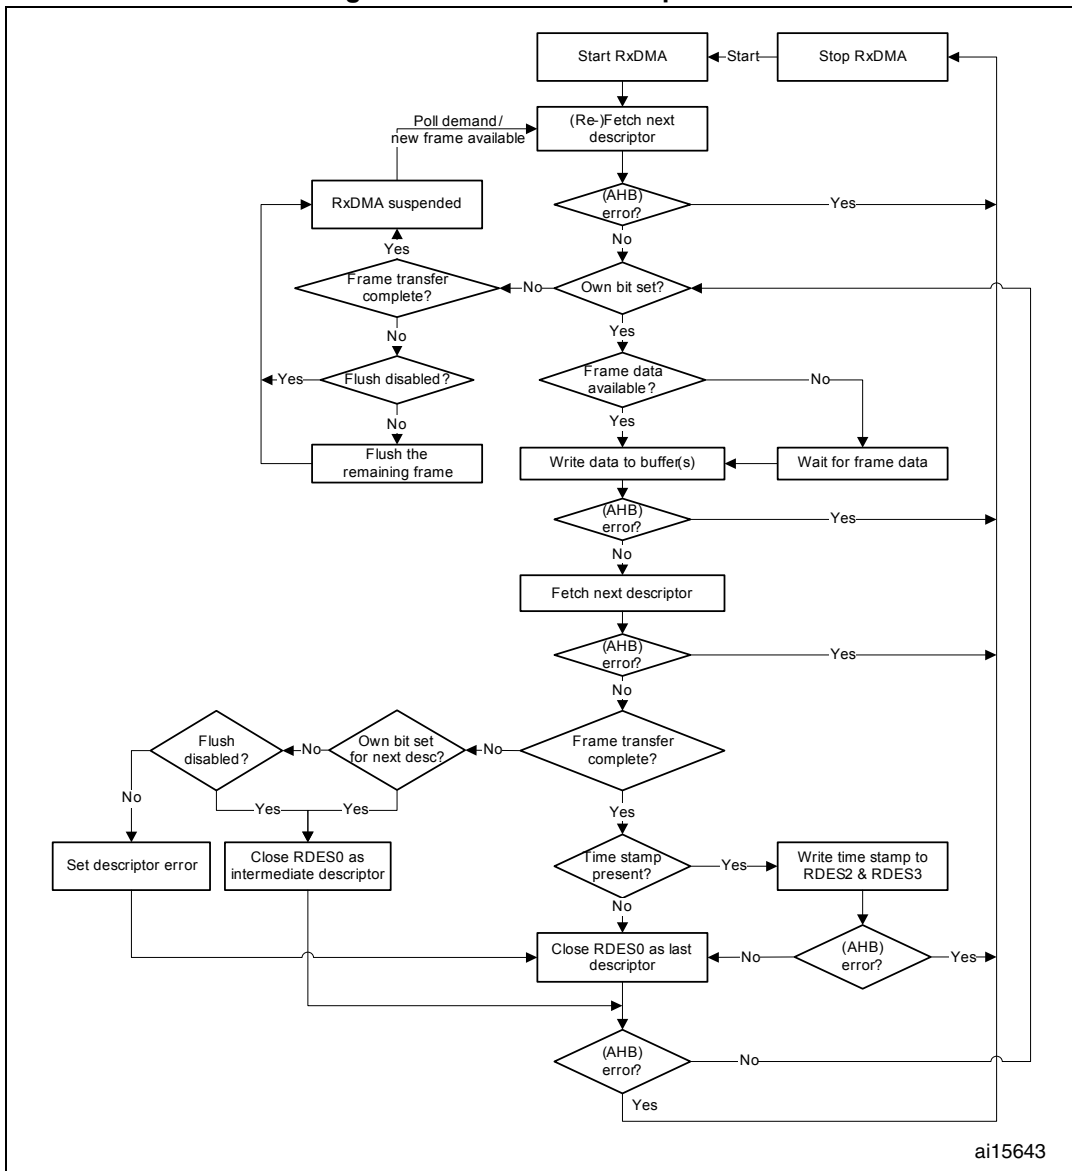 Start RxDMA
Start
Stop RxDMA
Poll demand/
new frame available
(Re-)Fetch next
descriptor
RxDMA suspended
(AHB)
error?
Yes
No
Yes
Frame transfer
complete?
No
Own bit set?
No
Yes
Yes
Flush disabled?
Frame data
available?
No
No
Yes
Flush the
remaining frame
Write data to buffer(s)
Wait for frame data
(AHB)
error?
Yes
No
Fetch next descriptor
(AHB)
error?
Yes
No
Flush
disabled?
No
Own bit set
for next desc?
No
Frame transfer
complete?
No
Yes
Yes
Yes
Set descriptor error
Close RDES0 as
intermediate descriptor
Time stamp
present?
Yes
Write time stamp to
RDES2 & RDES3
No
Close RDES0 as last
descriptor
No
(AHB)
error?
Yes
(AHB)
error?
No
Yes
ai15643